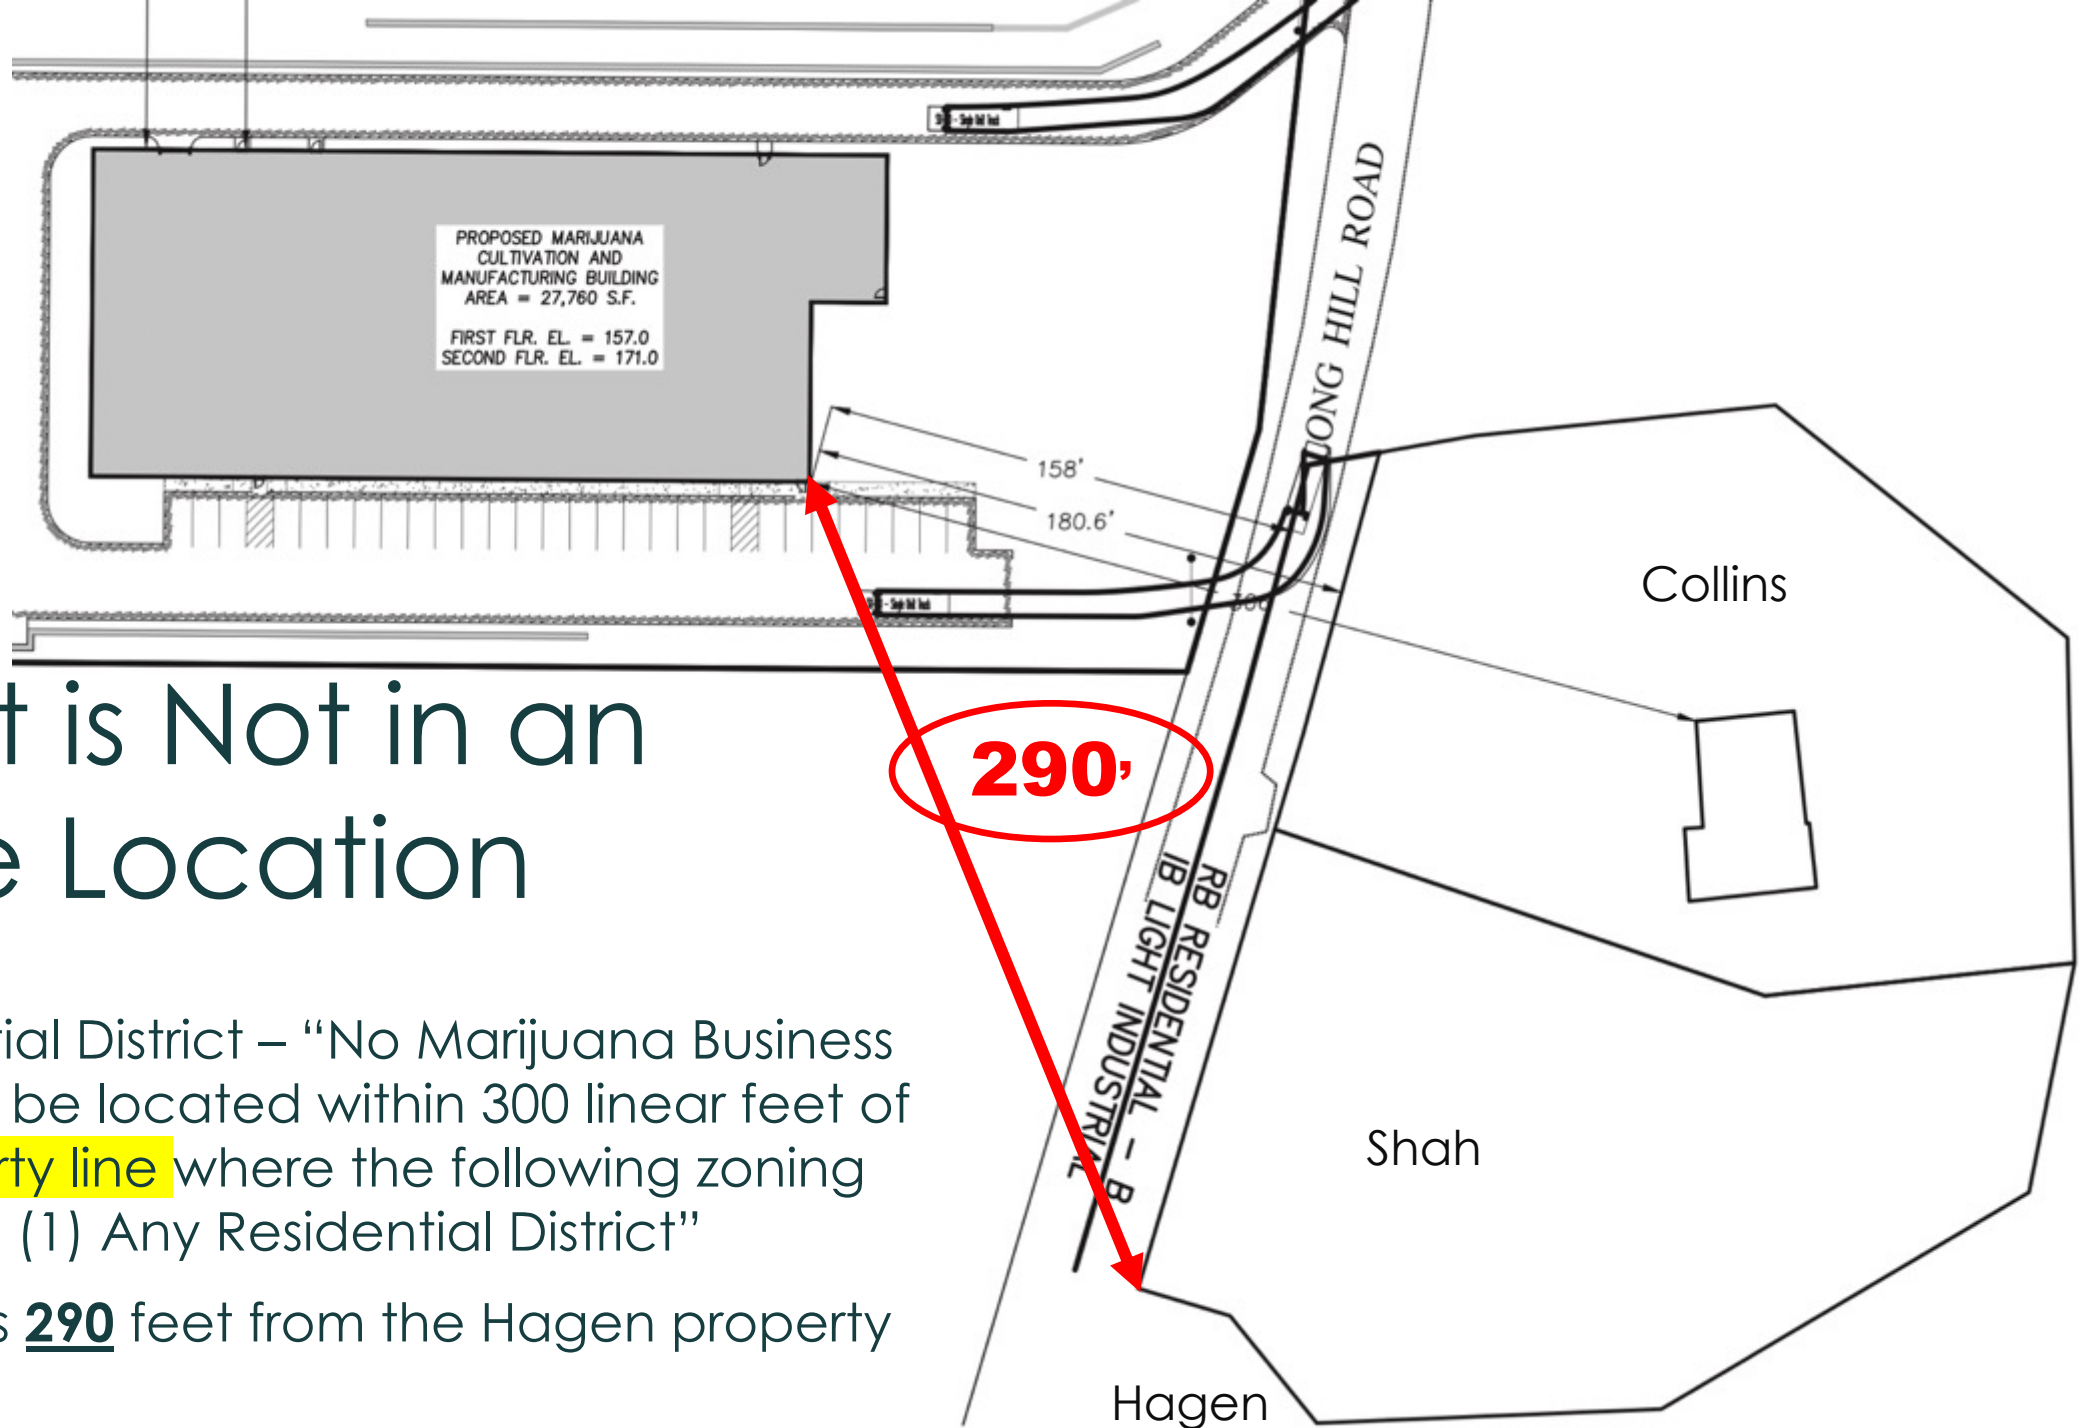 PROPOSED MARIJUANA
CULTIVATION AND
MANUFACTURING BUILDING
AREA = 27,760 S.F.
FIRST FLR. EL. = 157.0
SECOND FLR. EL. = 171.0
LONG HILL ROAD
158'
180.6'
Collins
t is Not in an
e Location
290’
RB RESIDENTIAL - B
IB LIGHT INDUSTRIAL
tial District – “No Marijuana Business
be located within 300 linear feet of
rty line where the following zoning
(1) Any Residential District”
s 290 feet from the Hagen property
Shah
Hagen